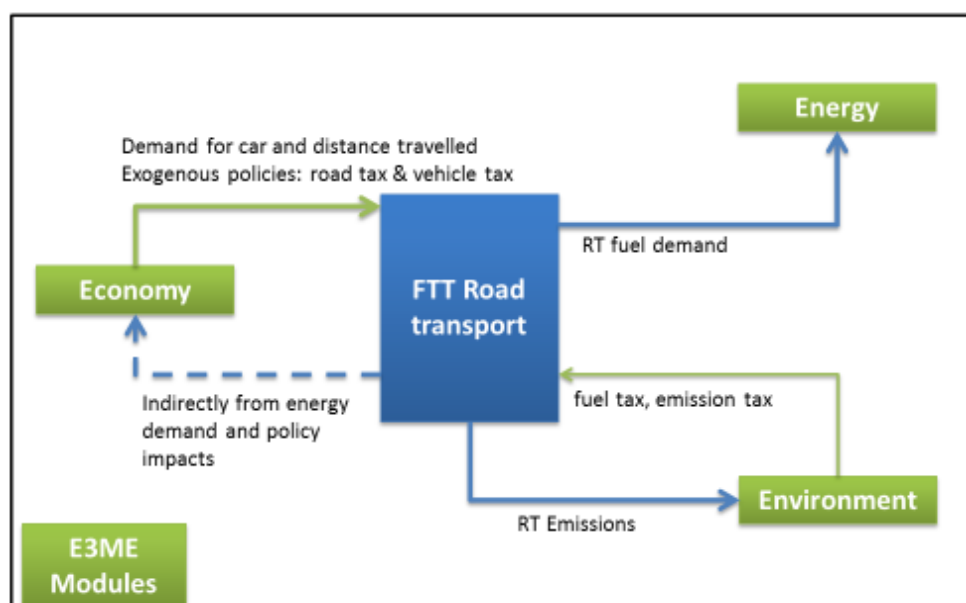 Energy
Demand for car and distance travelled
Exogenous policies: road tax & vehicle tax
RT fuel demand
Economy
FTT Road
transport
Indirectly from energy
demand and policy
impacts
fuel tax, emission tax
Environment
RT Emissions
E3ME
Modules